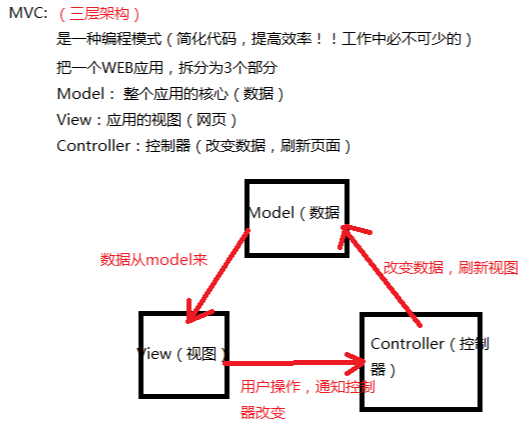 MVC:（三层架构）
是一种编程模式（简化代码，提高效率！！工作中必不可少的）
把一个WEB应用，拆分为3个部分
Model： 整个应用的核心（数据）
View：应用的视图（网页）
Controller：控制器（改变数据，刷新页面）
Model（数据
数据从model来
改变数据，刷新视图
View（视图）
Controller（控制
器）
用户操作，通知控制
器改变